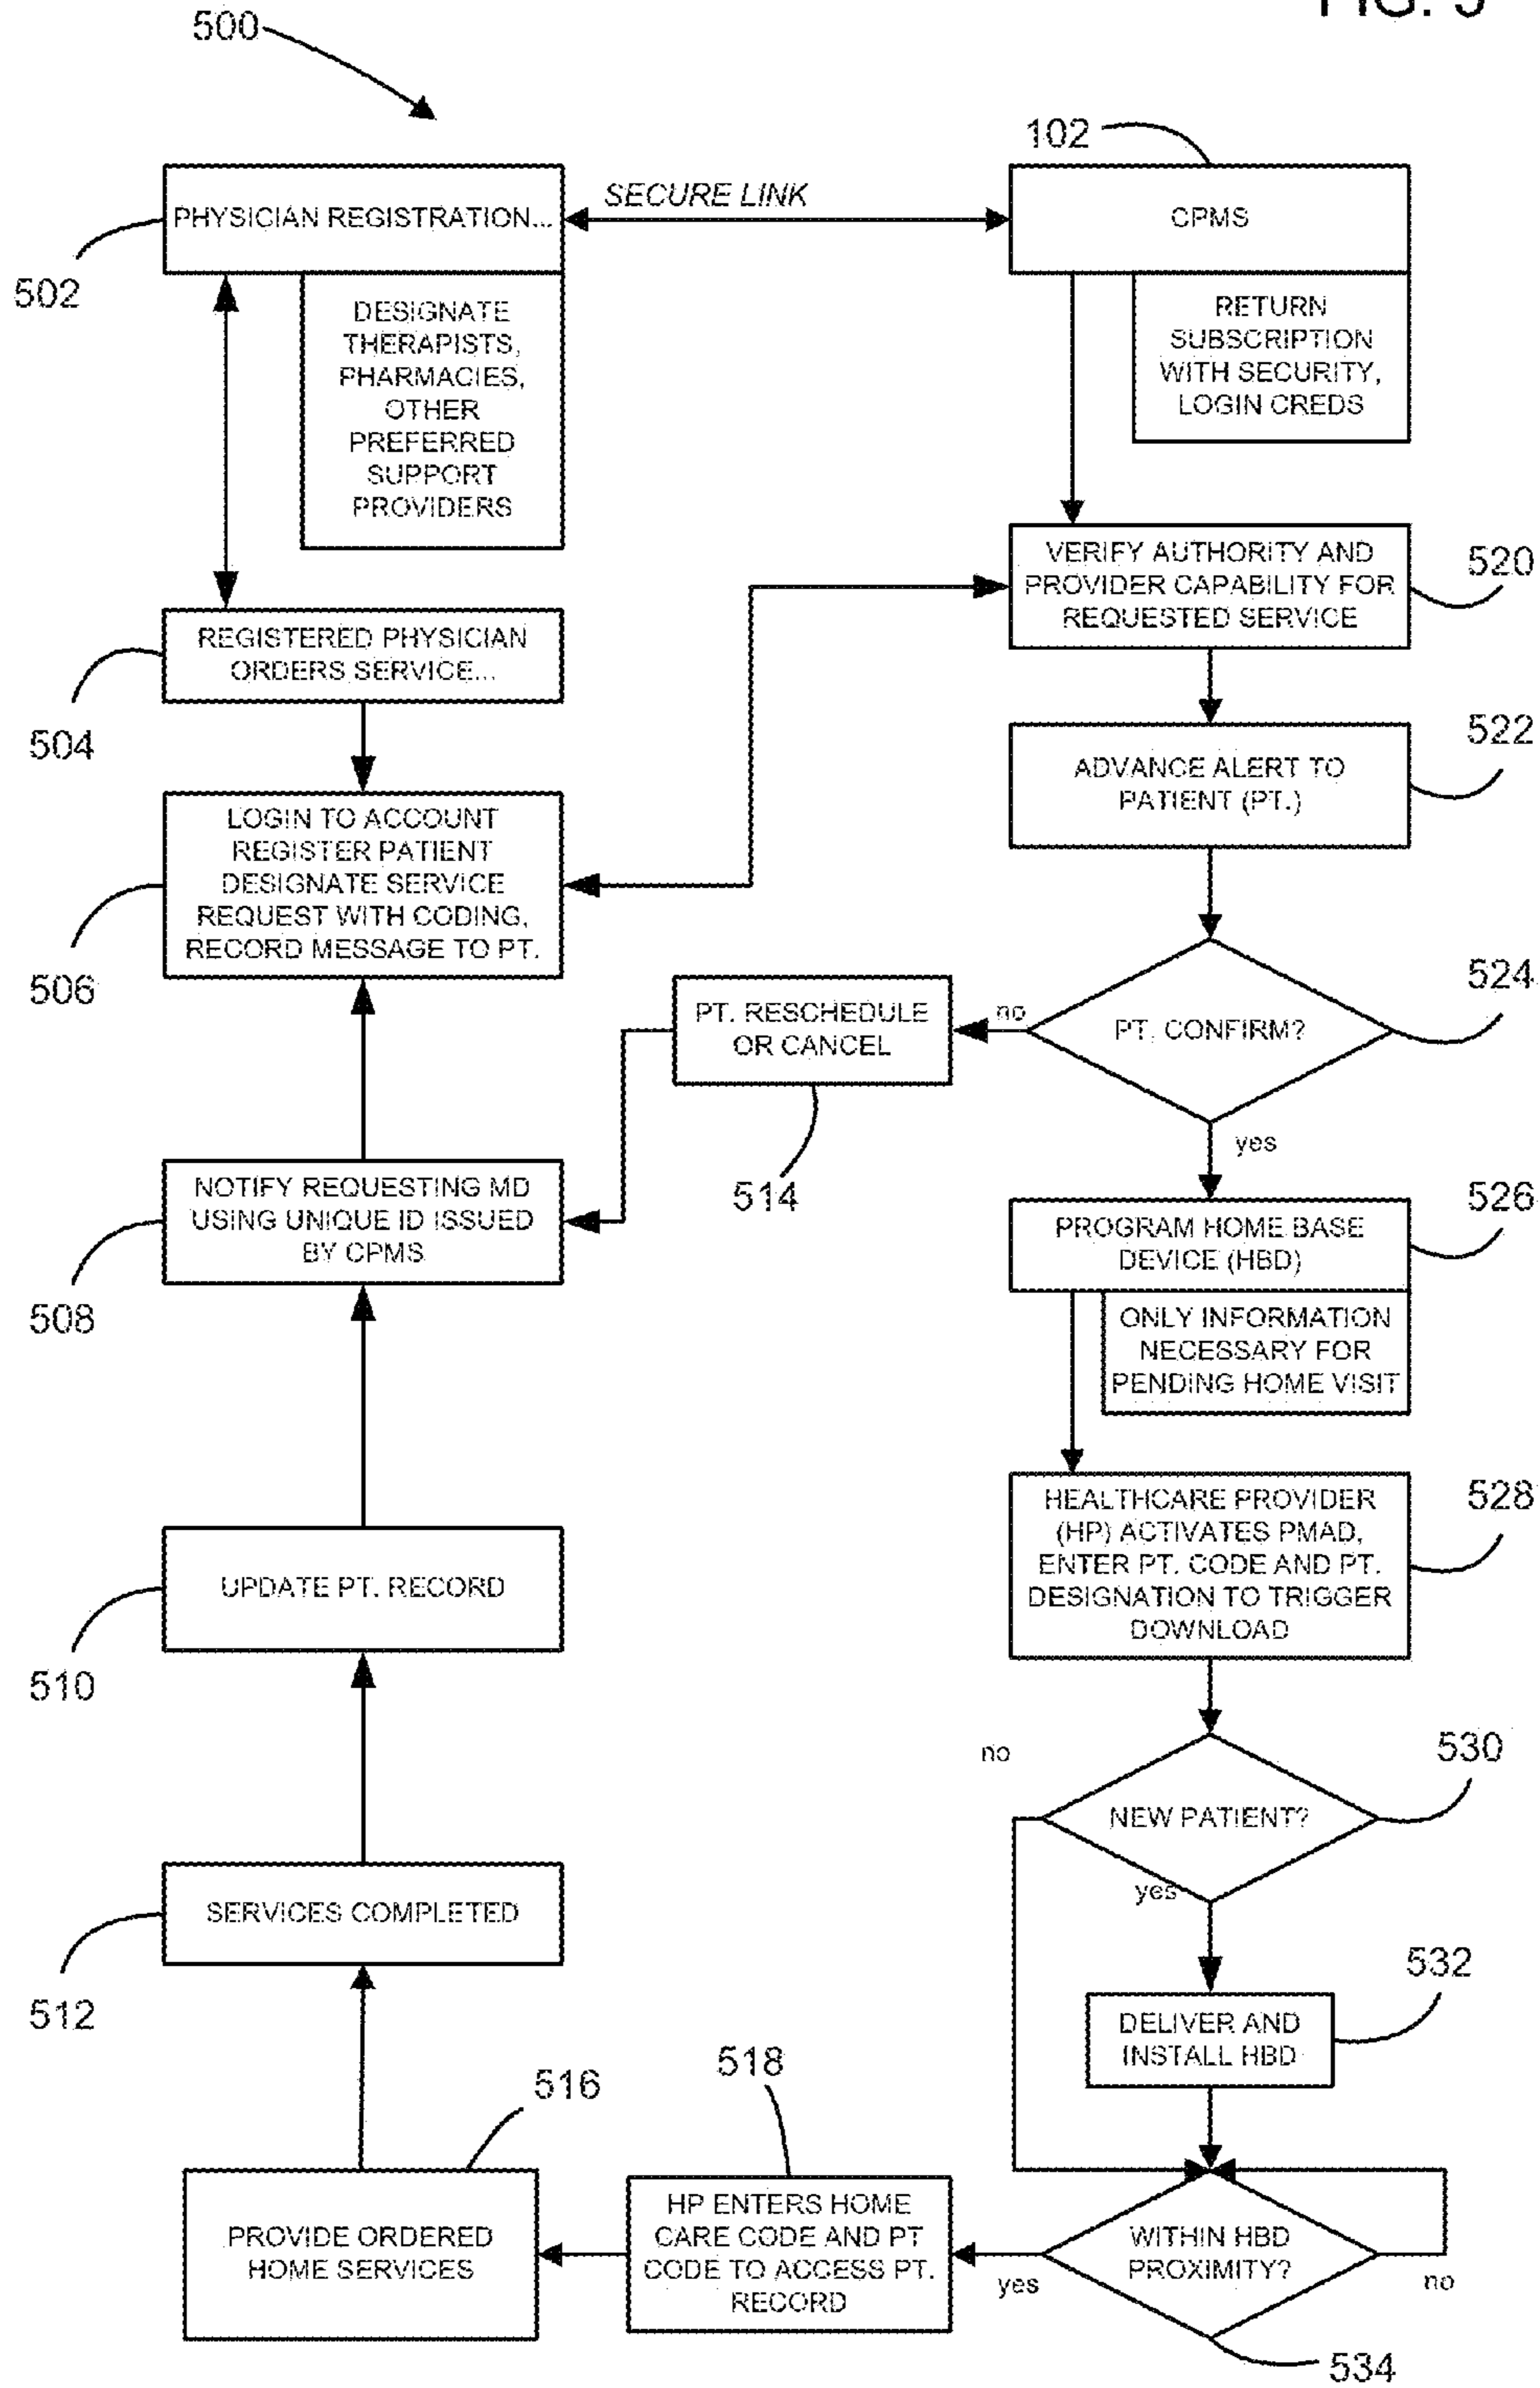 FIG. 5
500
102
PHYSICIAN REGISTRATION...
SECURE LINK
CPMS
502
DESIGNATE
THERAPISTS,
PHARMACIES,
OTHER
PREFERRED
SUPPORT
PROVIDERS
RETURN
SUBSCRIPTION
WITH SECURITY,
LOGIN CREDS
VERIFY AUTHORITY AND
PROVIDER CAPABILITY FOR
REQUESTED SERVICE
520
REGISTERED PHYSICIAN
ORDERS SERVICE...
504
ADVANCE ALERT TO
PATIENT (PT.)
522
LOGIN TO ACCOUNT
REGISTER PATIENT
DESIGNATE SERVICE
REQUEST WITH CODING,
RECORD MESSAGE TO PT.
506
PT. RESCHEDULE
OR CANCEL
no
PT. CONFIRM?
524
yes
514
NOTIFY REQUESTING MD
USING UNIQUE ID ISSUED
BY CPMS
508
PROGRAM HOME BASE
DEVICE (HBD)
526
ONLY INFORMATION
NECESSARY FOR
PENDING HOME VISIT
HEALTHCARE PROVIDER
(HP) ACTIVATES PMAD,
ENTER PT. CODE AND PT.
DESIGNATION TO TRIGGER
DOWNLOAD
528
UPDATE PT. RECORD
510
no
NEW PATIENT?
530
yes
SERVICES COMPLETED
512
DELIVER AND
INSTALL HBD
532
516
518
PROVIDE ORDERED
HOME SERVICES
HP ENTERS HOME
CARE CODE AND PT
CODE TO ACCESS PT.
RECORD
yes
WITHIN HBD
PROXIMITY?
no
534